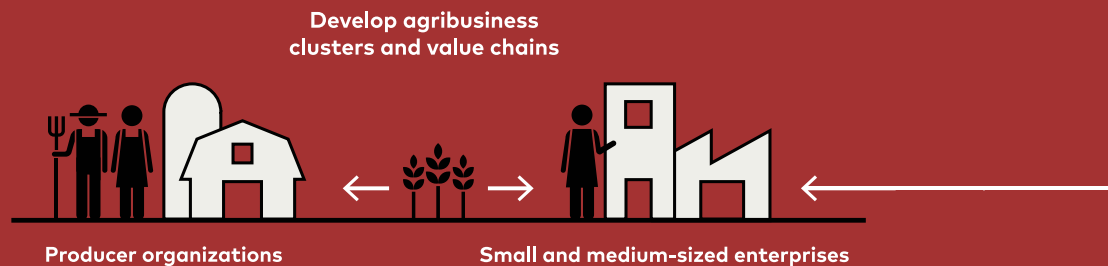 Develop agribusiness
clusters and value chains
Producer organizations
Small and medium-sized enterprises